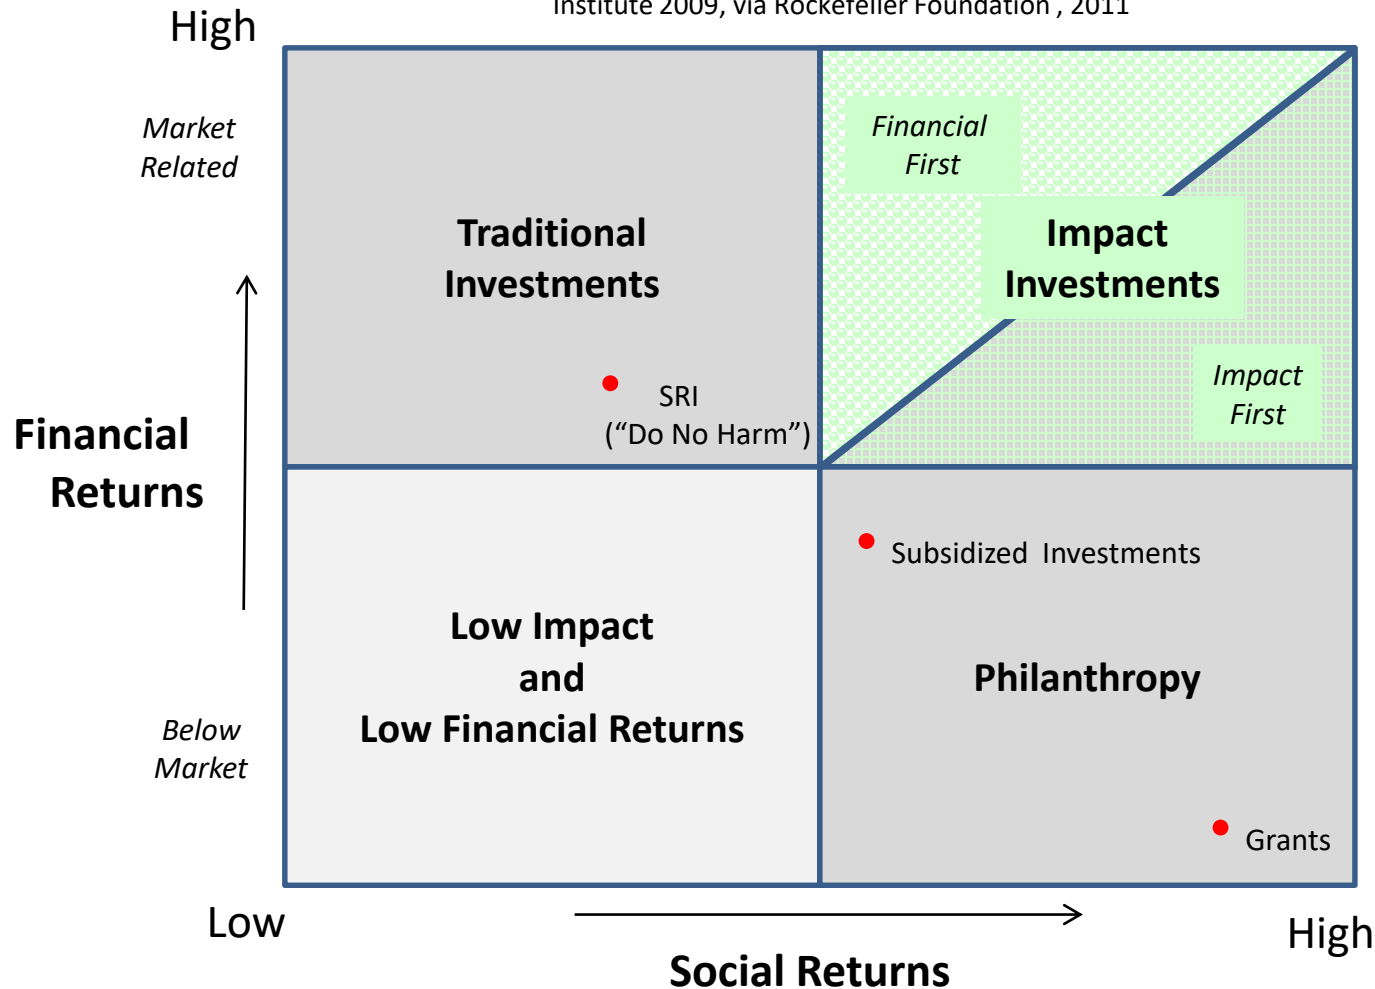 Institute 2009, via Rockefeller Foundation , 2011
High
Market
Related
Financial
First
Traditional
Investments
Impact
Investments
SRI
(“Do No Harm”)
Impact
First
Financial
Returns
Subsidized Investments
Low Impact
and
Low Financial Returns
Philanthropy
Below
Market
Grants
Low
High
Social Returns